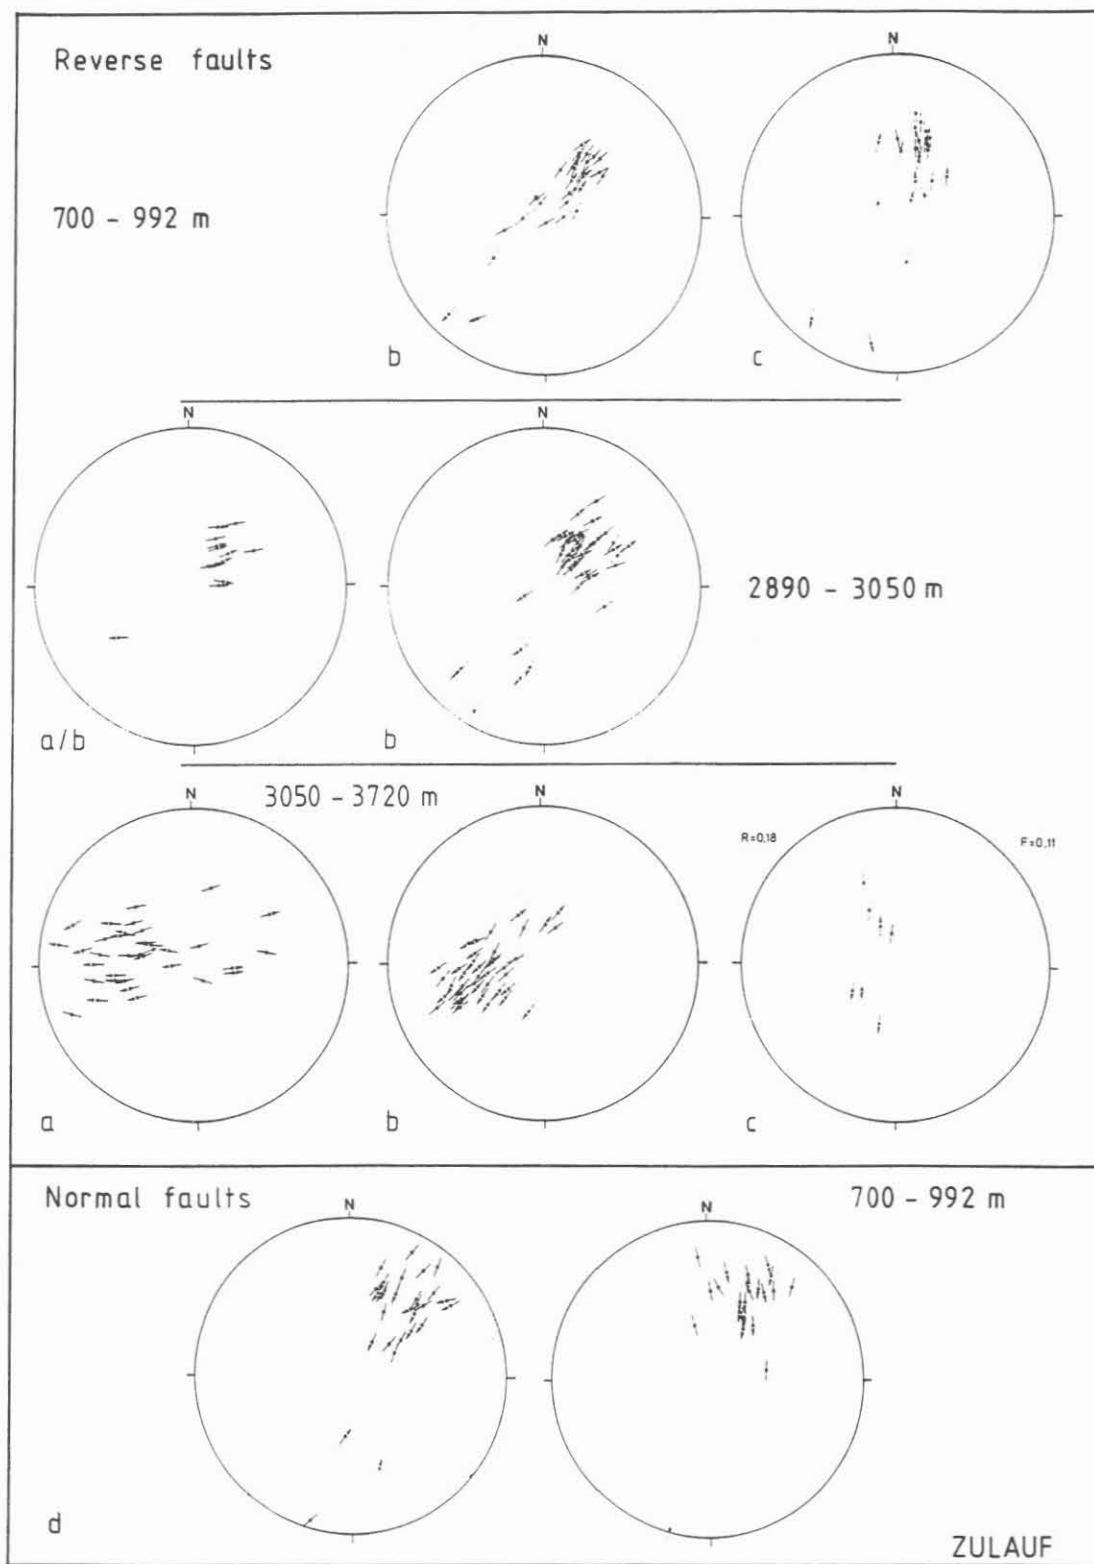 Reverse faults
N
N
700 - 992 m
b
c
N
N
2890 - 3050 m
a/b
b
N
3050 - 3720 m
N
N
R=0,18
F=0,11
a
b
c
Normal faults
N
N
700 - 992 m
d
ZULAUF